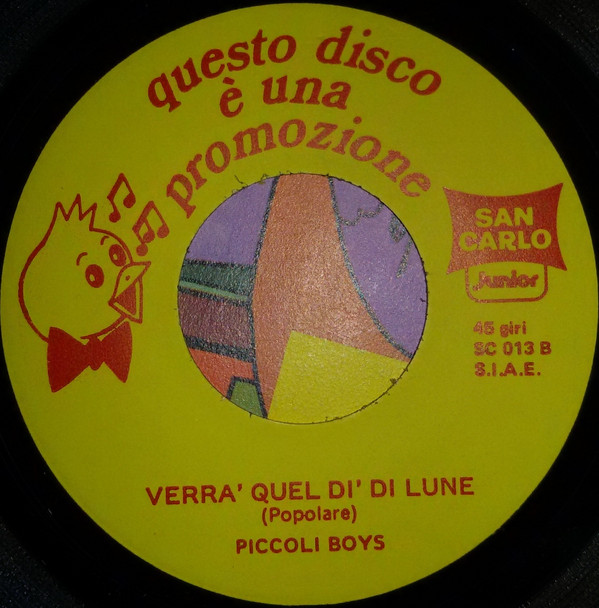 questo disco
è una
promozione
SAN
CARLO
Junior
45 giri
SC 013 B
S.I.A.E.
VERRA' QUEL DI' DI LUNE
(Popolare)
PICCOLI BOYS